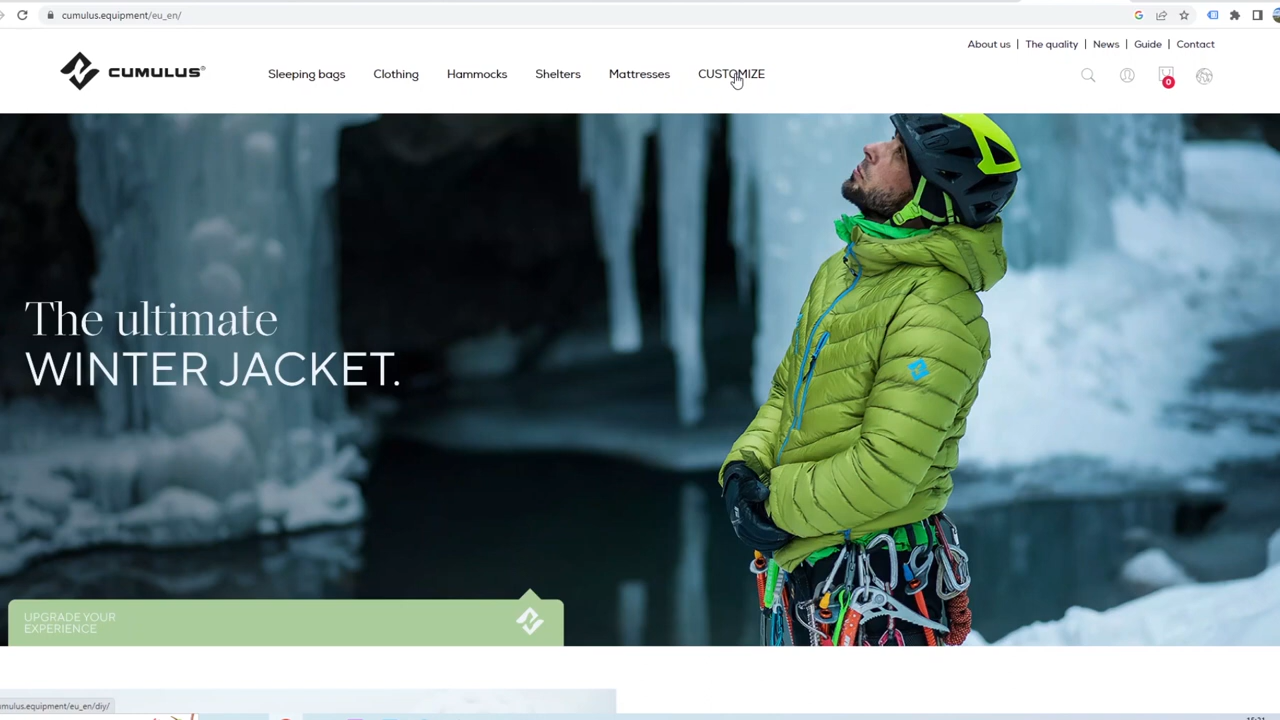 cumulus.equipment/eu_en/
About us | The quality | News | Guide | Contact
CUMULUS®
Sleeping bags Clothing Hammocks Shelters Mattresses CUSTOMIZE
0
The ultimate
WINTER JACKET.
UPGRADE YOUR
EXPERIENCE
mulus.equipment/eu_en/diy/